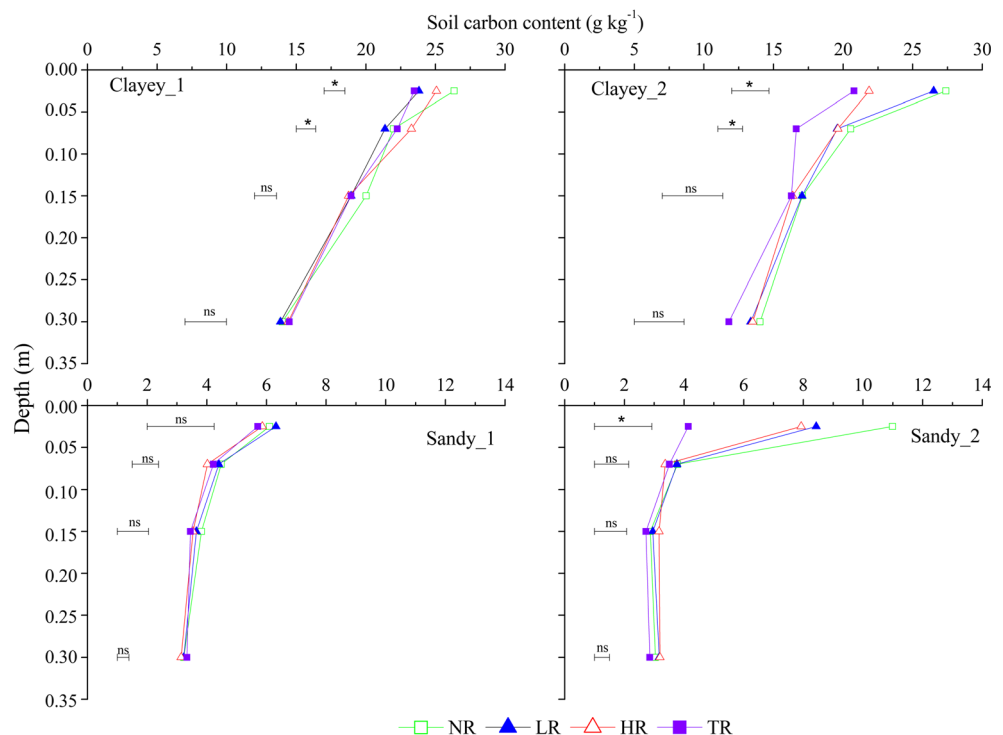 Soil carbon content (g kg⁻¹)
0 5 10 15 20 25 30
0 5 10 15 20 25 30
0.00
Clayey_1
*
Clayey_2
*
0.05
*
*
0.10
0.15
ns
ns
0.20
0.25
0.30
ns
ns
0.35
0 2 4 6 8 10 12 14
0 2 4 6 8 10 12 14
Depth (m)
0.00
ns
Sandy_1
*
Sandy_2
0.05
ns
ns
0.10
0.15
ns
ns
0.20
0.25
0.30
ns
ns
0.35
NR LR HR TR